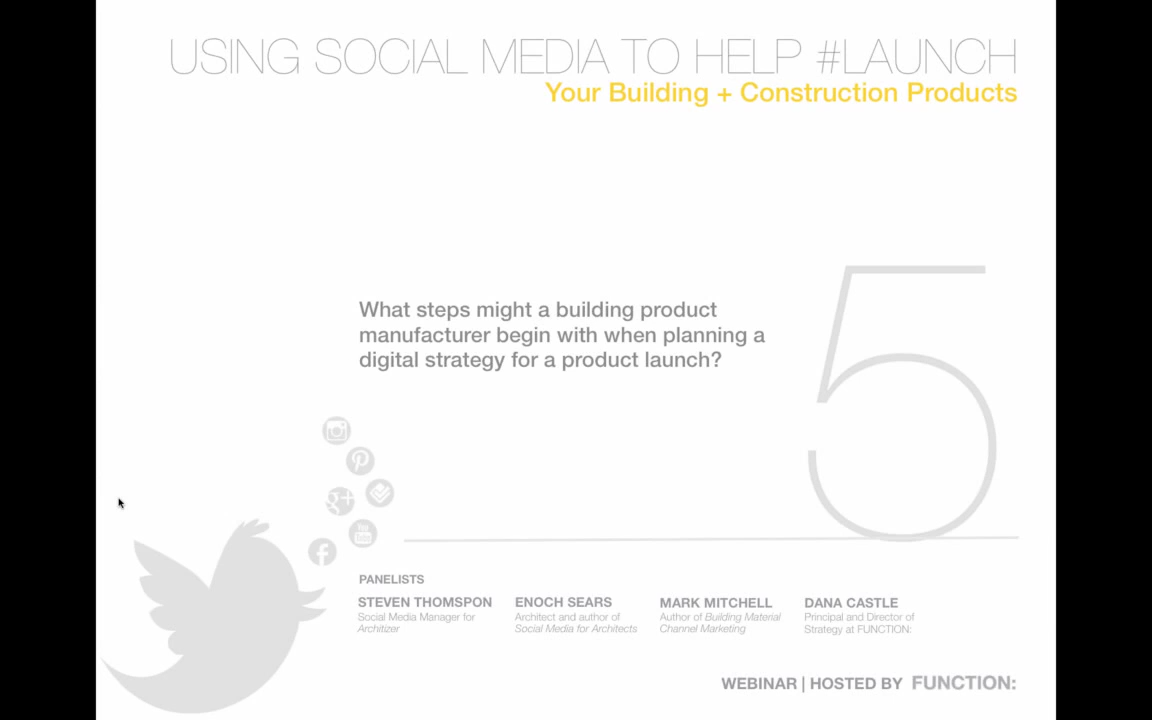 USING SOCIAL MEDIA TO HELP #LAUNCH
Your Building + Construction Products
What steps might a building product
manufacturer begin with when planning a
digital strategy for a product launch?
5
PANELISTS
STEVEN THOMSPON
Social Media Manager for
Architizer
ENOCH SEARS
Architect and author of
Social Media for Architects
MARK MITCHELL
Author of Building Material
Channel Marketing
DANA CASTLE
Principal and Director of
Strategy at FUNCTION:
WEBINAR | HOSTED BY FUNCTION: